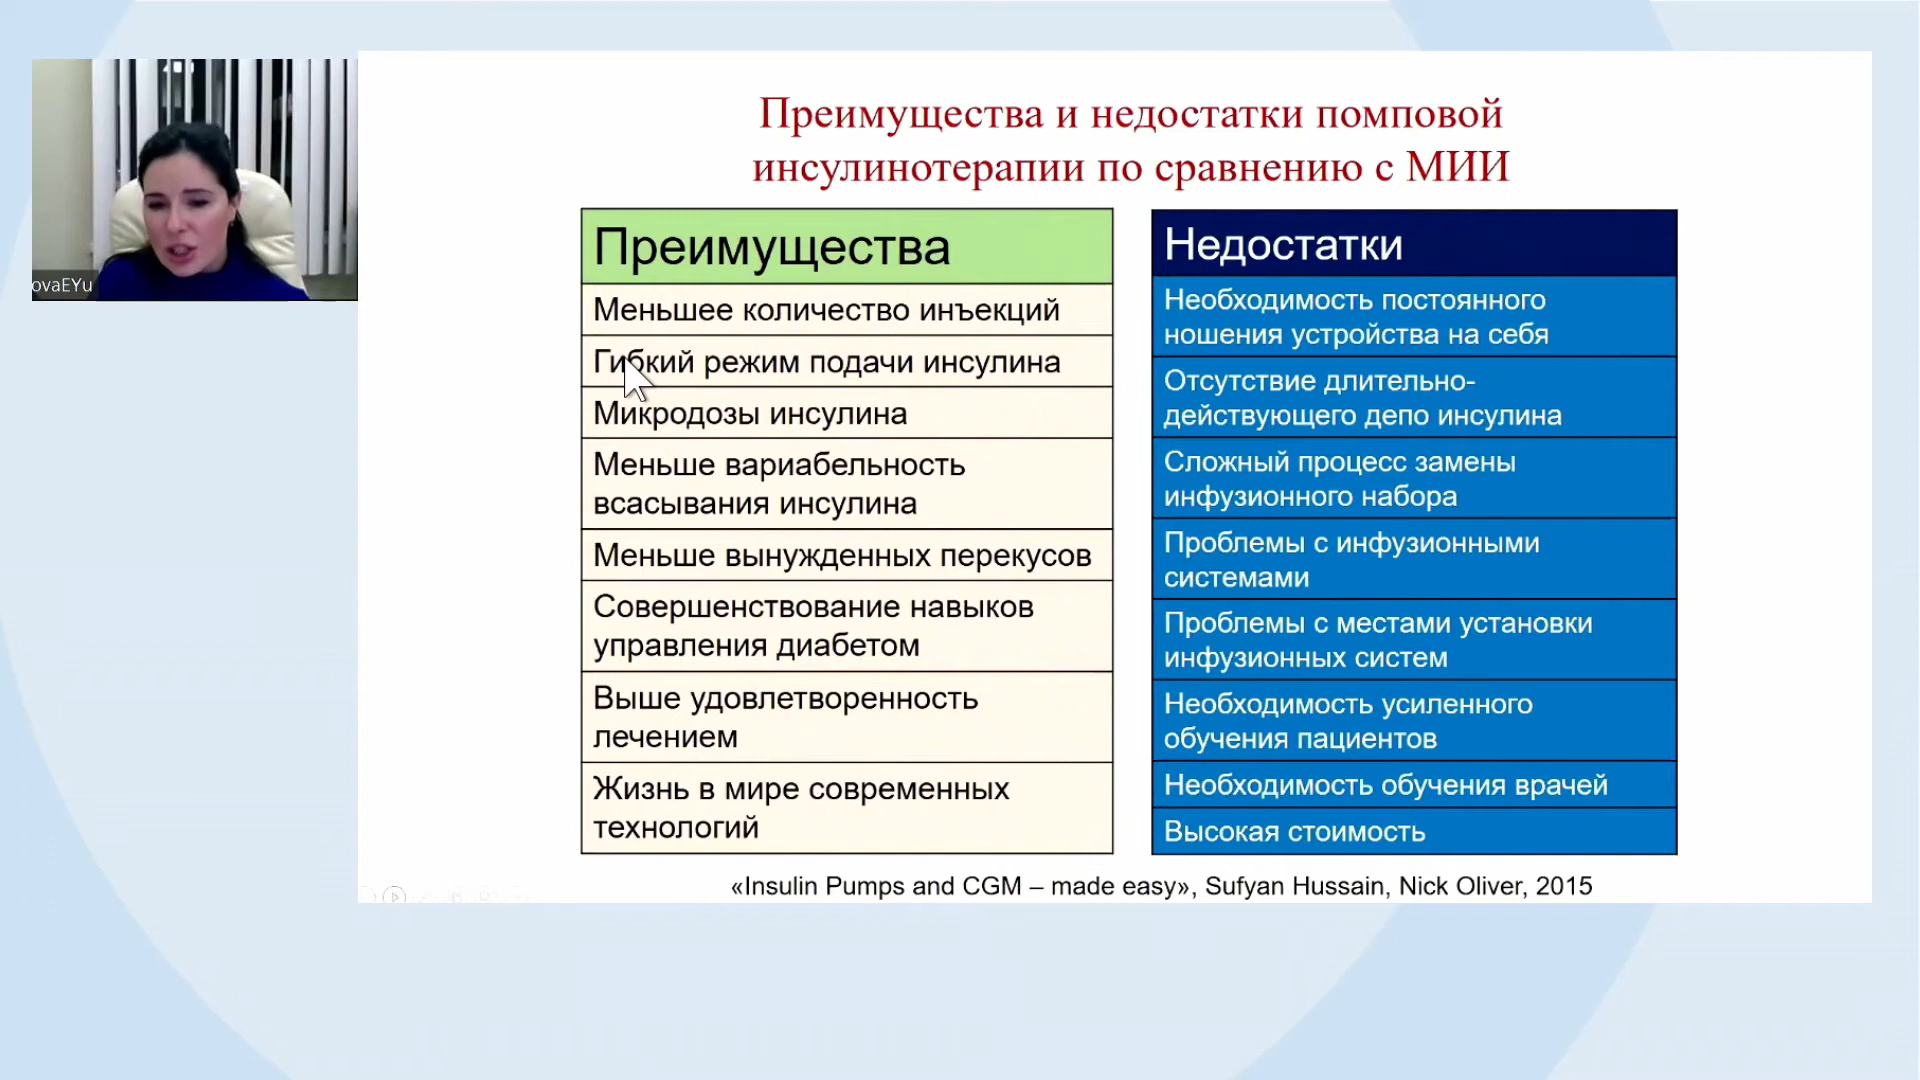 Преимущества и недостатки помповой
инсулинотерапии по сравнению с МИИ
Преимущества
Меньшее количество инъекций
Гибкий режим подачи инсулина
Микродозы инсулина
Меньше вариабельность
всасывания инсулина
Меньше вынужденных перекусов
Совершенствование навыков
управления диабетом
Выше удовлетворенность
лечением
Жизнь в мире современных
технологий
Недостатки
Необходимость постоянного
ношения устройства на себя
Отсутствие длительно-
действующего депо инсулина
Сложный процесс замены
инфузионного набора
Проблемы с инфузионными
системами
Проблемы с местами установки
инфузионных систем
Необходимость усиленного
обучения пациентов
Необходимость обучения врачей
Высокая стоимость
«Insulin Pumps and CGM – made easy», Sufyan Hussain, Nick Oliver, 2015
ovaEYu